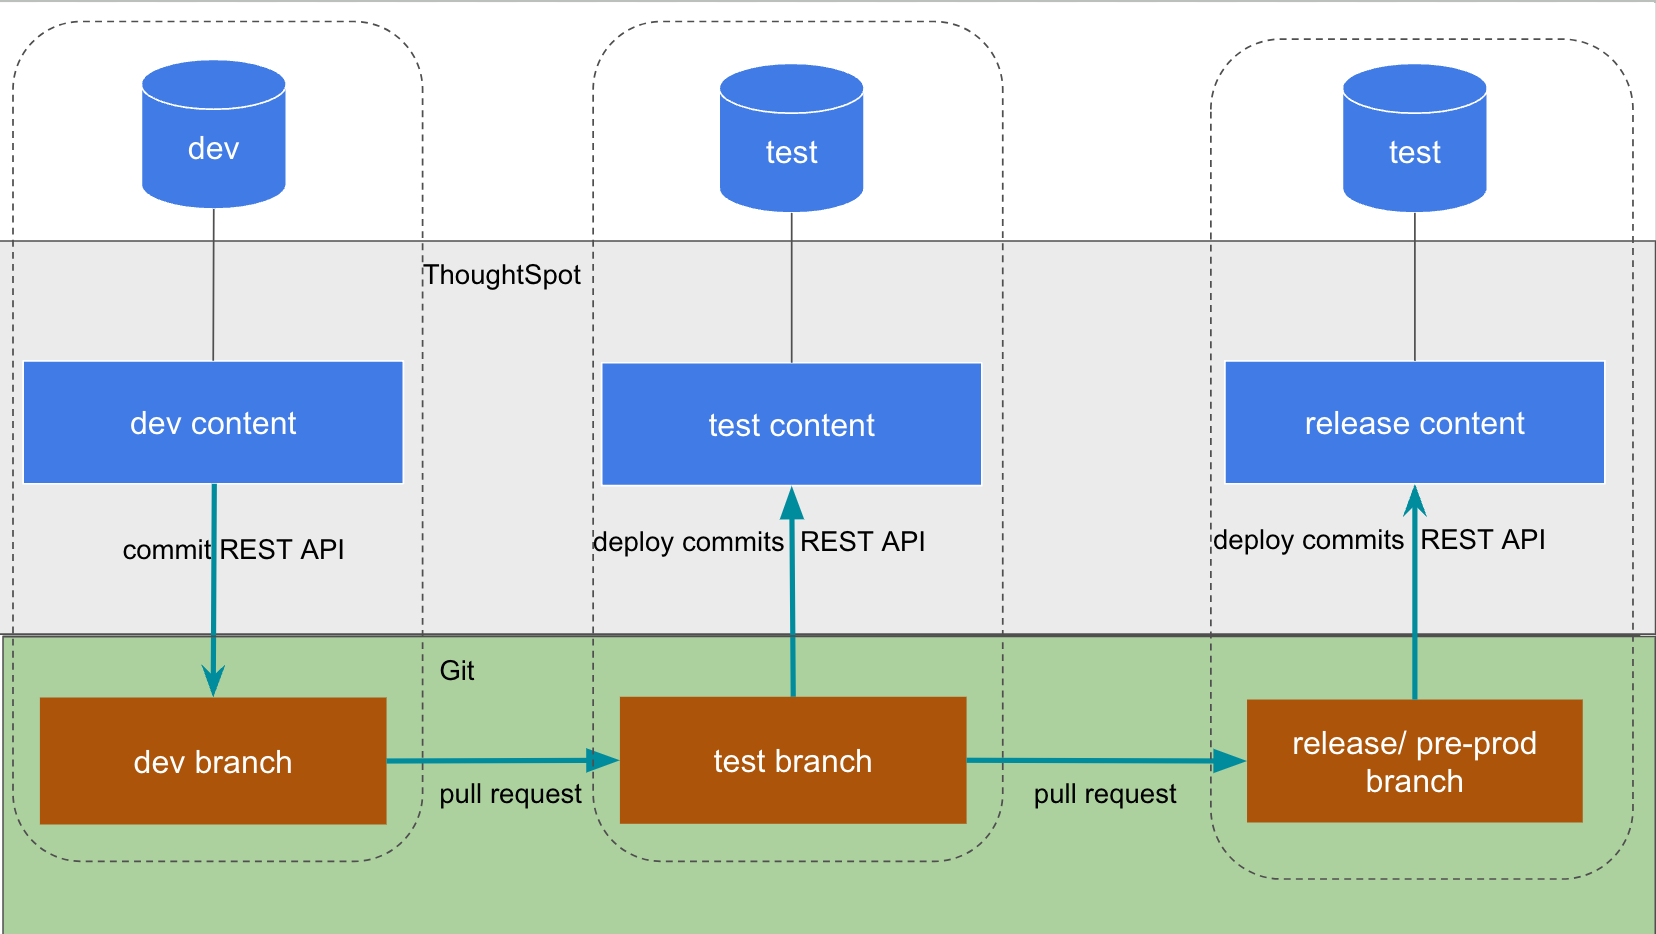 dev
test
test
ThoughtSpot
dev content
test content
release content
commit REST API
deploy commits REST API
deploy commits REST API
Git
dev branch
test branch
release/ pre-prod
branch
pull request
pull request